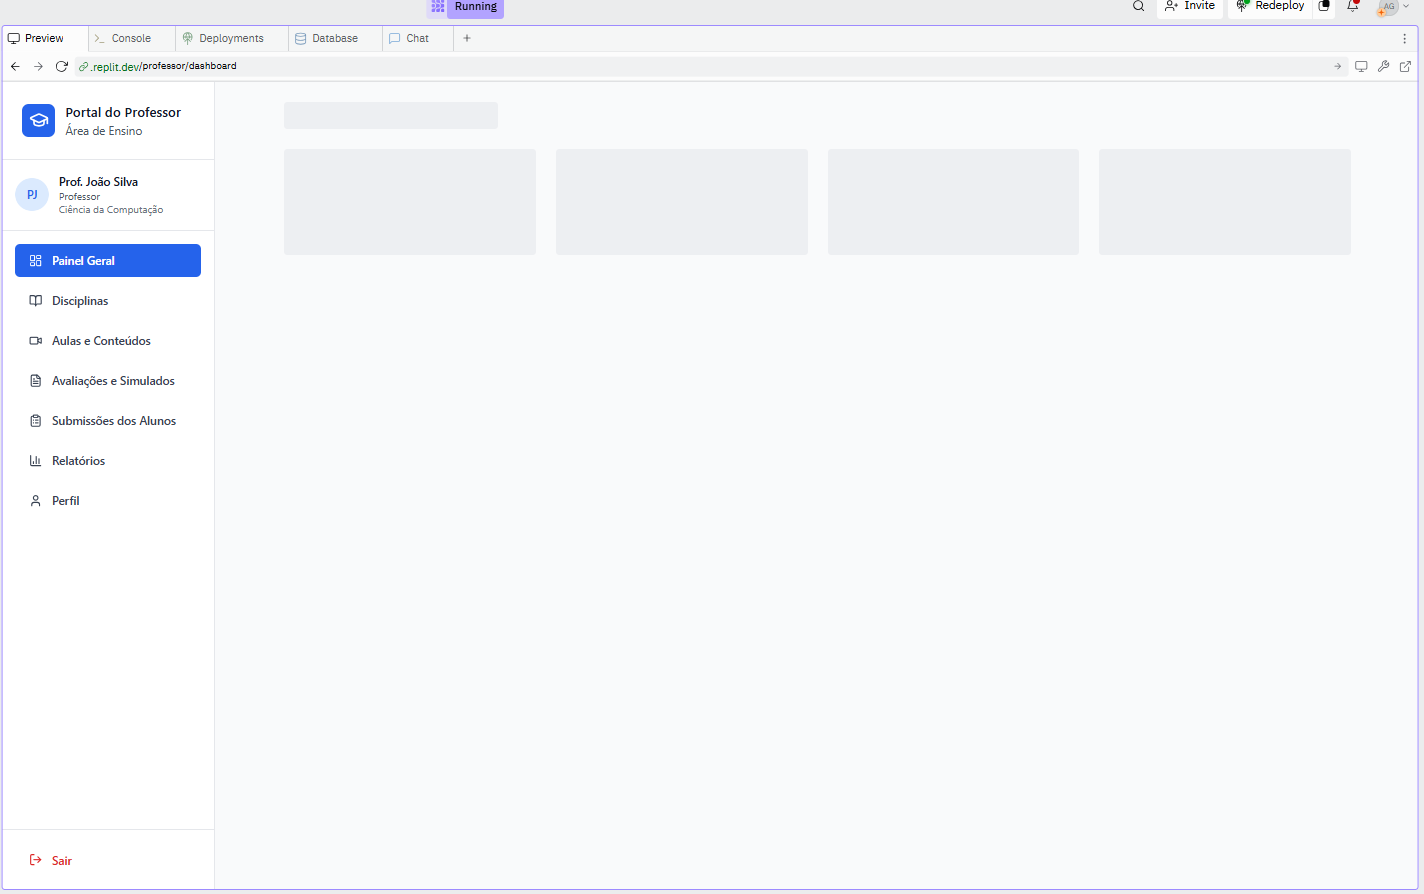 Running
Invite
Redeploy
AG
Preview
Console
Deployments
Database
Chat
.replit.dev/professor/dashboard
Portal do Professor
Área de Ensino
PJ
Prof. João Silva
Professor
Ciência da Computação
Painel Geral
Disciplinas
Aulas e Conteúdos
Avaliações e Simulados
Submissões dos Alunos
Relatórios
Perfil
Sair